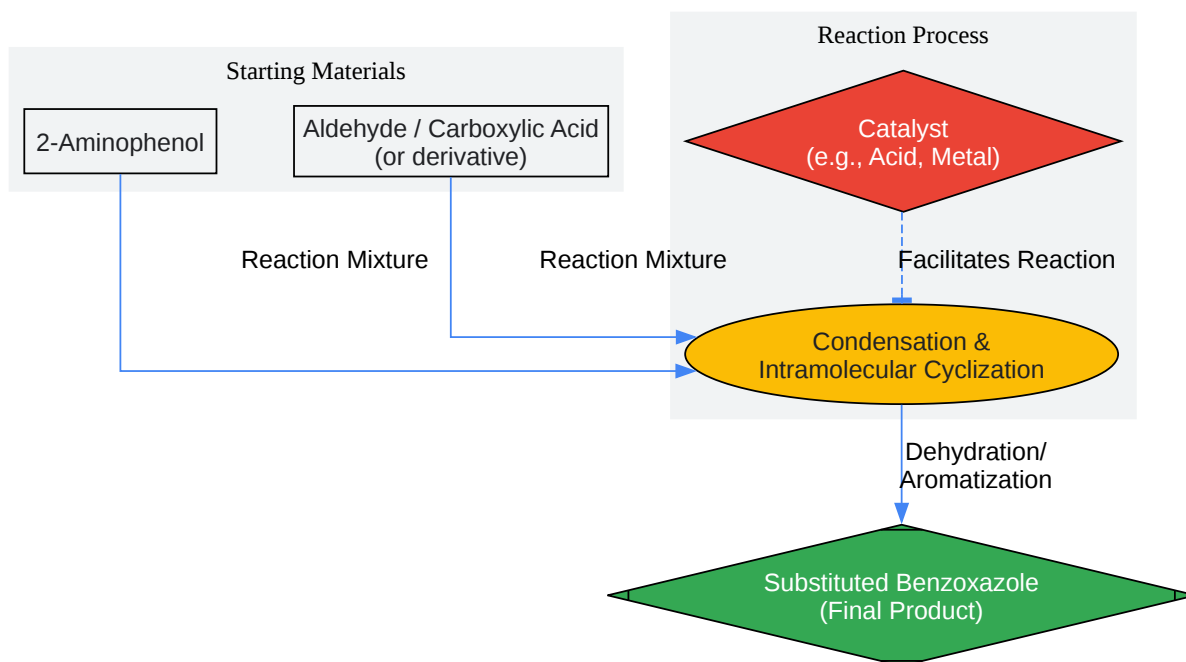 Reaction Process
Starting Materials
2-Aminophenol
Aldehyde / Carboxylic Acid
(or derivative)
Catalyst
(e.g., Acid, Metal)
Reaction Mixture
Reaction Mixture
Facilitates Reaction
Condensation &
Intramolecular Cyclization
Dehydration/
Aromatization
Substituted Benzoxazole
(Final Product)